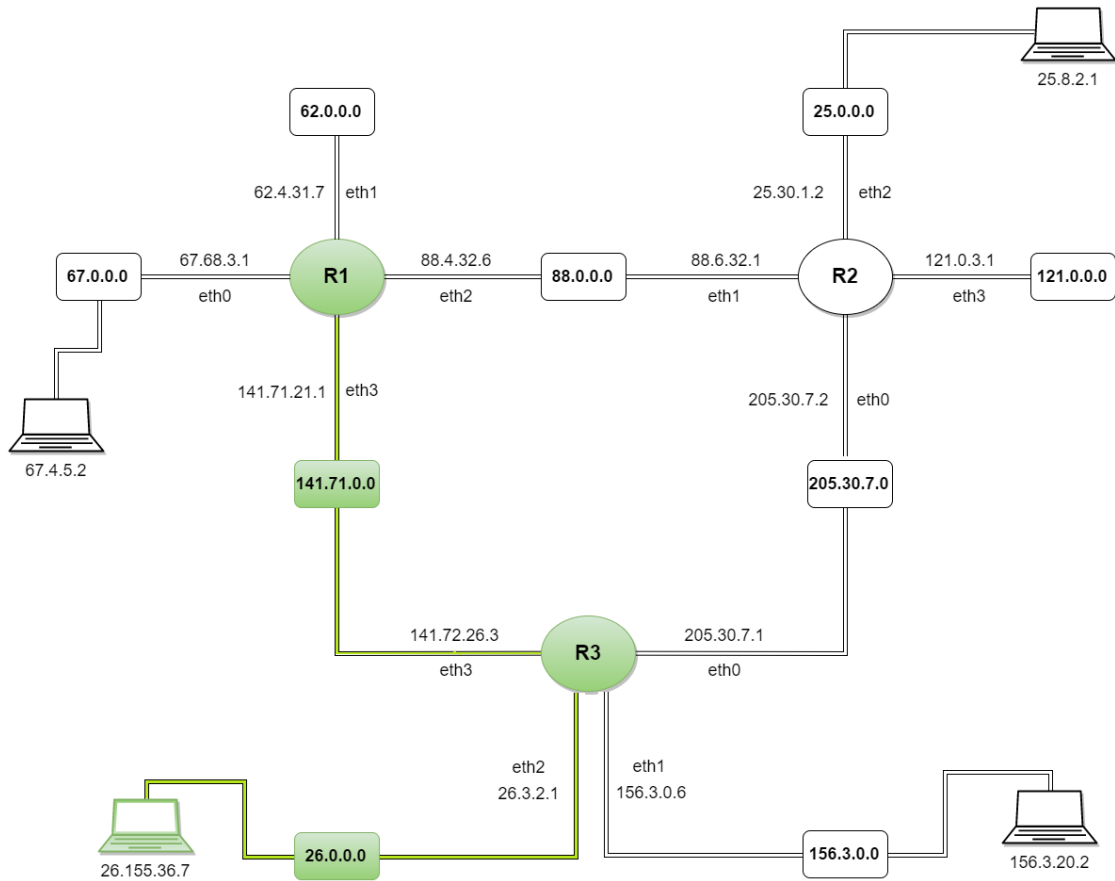 25.8.2.1
62.0.0.0
25.0.0.0
62.4.31.7
eth1
25.30.1.2
eth2
67.0.0.0
67.68.3.1
eth0
R1
88.4.32.6
eth2
88.0.0.0
88.6.32.1
eth1
R2
121.0.3.1
eth3
121.0.0.0
141.71.21.1
eth3
205.30.7.2
eth0
67.4.5.2
141.71.0.0
205.30.7.0
141.72.26.3
eth3
R3
205.30.7.1
eth0
eth2
26.3.2.1
eth1
156.3.0.6
26.155.36.7
26.0.0.0
156.3.0.0
156.3.20.2